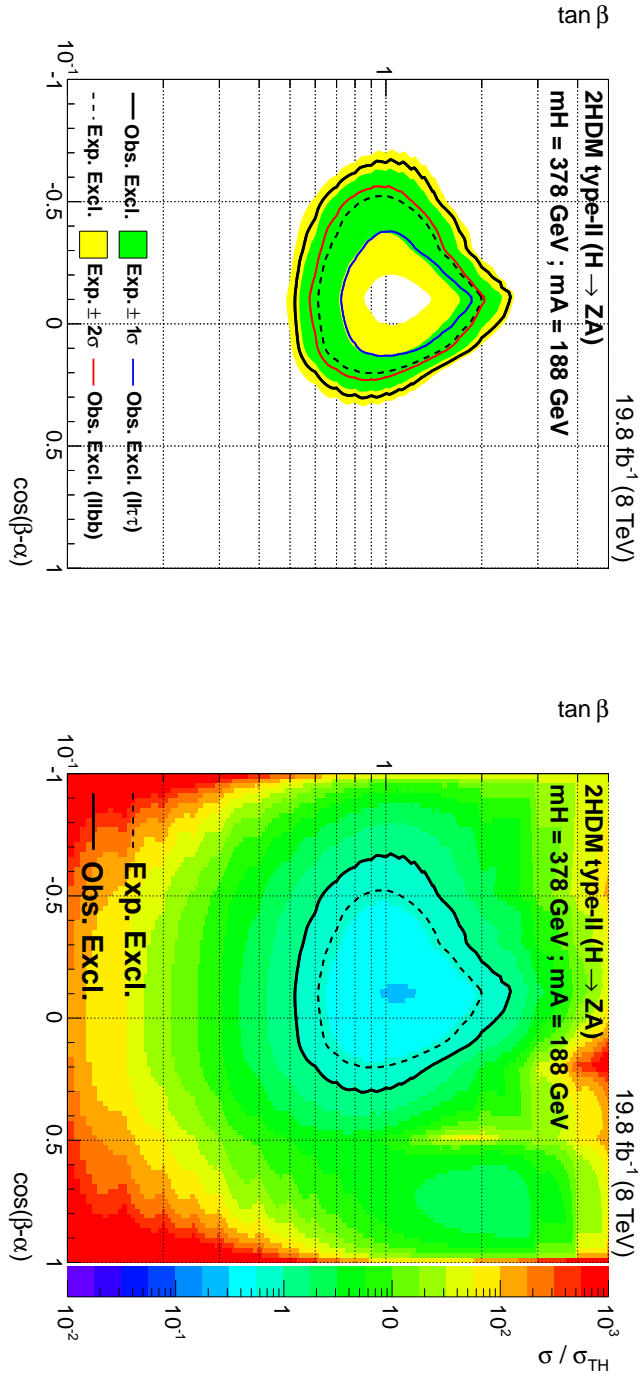 19.8 fb⁻¹ (8 TeV)
2HDM type-II (H → ZA)
mH = 378 GeV ; mA = 188 GeV
tan β
1
10⁻¹
-1
-0.5
0
0.5
1
cos(β-α)
Obs. Excl.
Exp. ± 1σ
Obs. Excl. (llττ)
Exp. Excl.
Exp. ± 2σ
Obs. Excl. (llbb)
19.8 fb⁻¹ (8 TeV)
2HDM type-II (H → ZA)
mH = 378 GeV ; mA = 188 GeV
tan β
1
10⁻¹
-1
-0.5
0
0.5
1
cos(β-α)
Exp. Excl.
Obs. Excl.
10³
10²
10
1
10⁻¹
10⁻²
σ / σ_TH